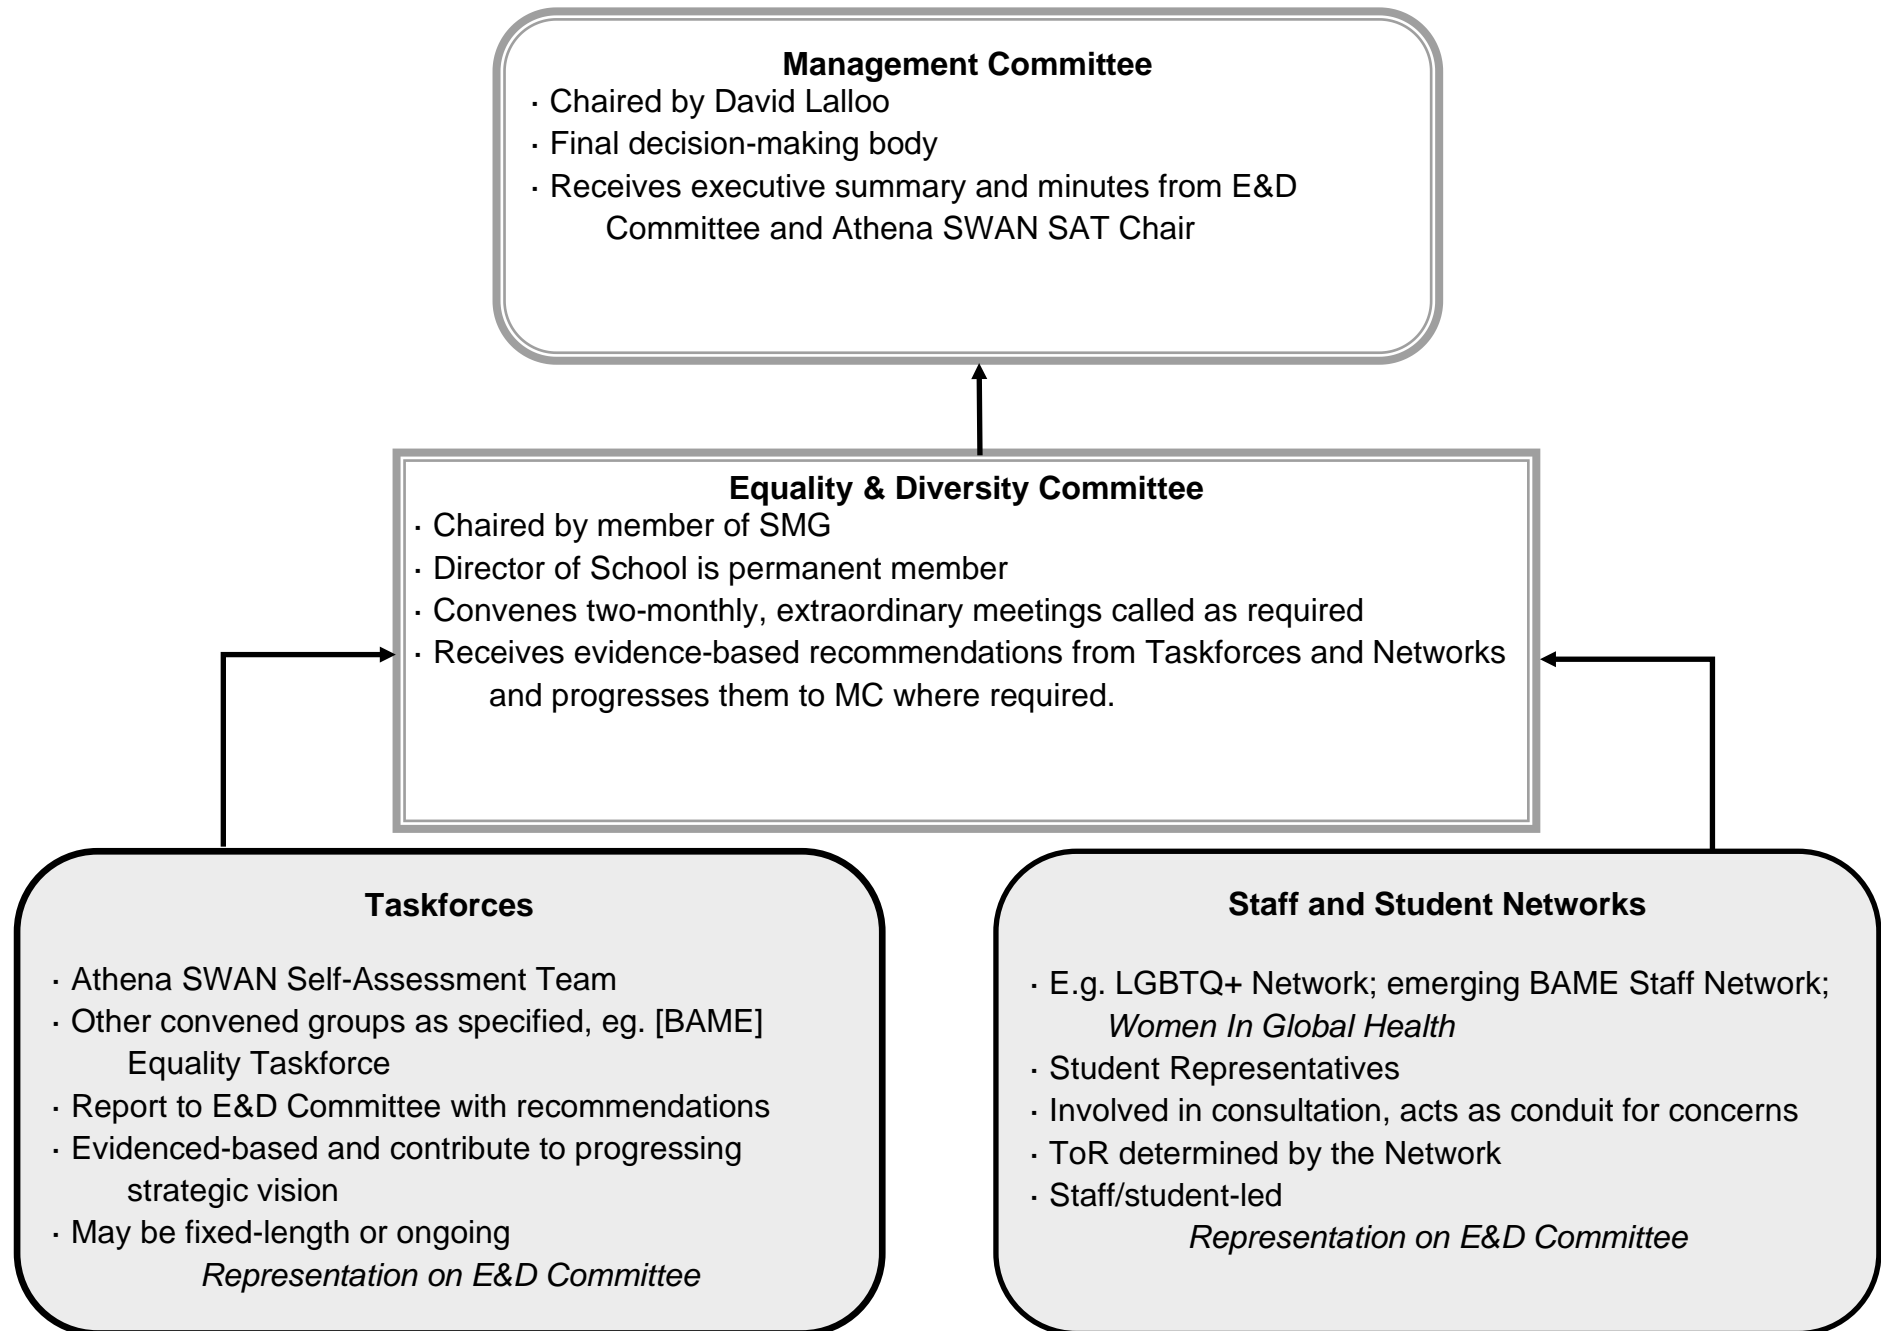 Management Committee
· Chaired by David Lalloo
· Final decision-making body
· Receives executive summary and minutes from E&D
Committee and Athena SWAN SAT Chair
Equality & Diversity Committee
· Chaired by member of SMG
· Director of School is permanent member
· Convenes two-monthly, extraordinary meetings called as required
· Receives evidence-based recommendations from Taskforces and Networks
and progresses them to MC where required.
Taskforces
· Athena SWAN Self-Assessment Team
· Other convened groups as specified, eg. [BAME]
Equality Taskforce
· Report to E&D Committee with recommendations
· Evidenced-based and contribute to progressing
strategic vision
· May be fixed-length or ongoing
Representation on E&D Committee
Staff and Student Networks
· E.g. LGBTQ+ Network; emerging BAME Staff Network;
Women In Global Health
· Student Representatives
· Involved in consultation, acts as conduit for concerns
· ToR determined by the Network
· Staff/student-led
Representation on E&D Committee